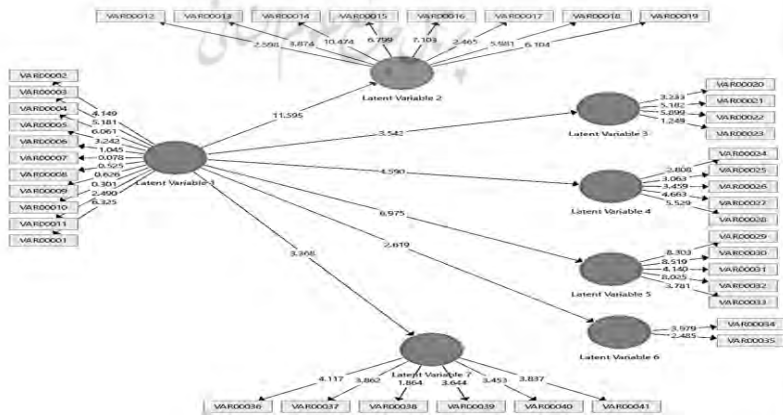 VAR00012 VAR00013 VAR00014 VAR00015 VAR00016 VAR00017 VAR00018 VAR00019
2.598 3.874 10.474 6.799 7.103 2.465 5.981 6.104
Latent Variable 2
VAR00002
VAR00003
VAR00004
VAR00005
VAR00006
VAR00007
VAR00008
VAR00009
VAR00010
VAR00011
VAR00001
4.149
5.181
6.061
3.242
1.045
0.078
0.525
0.626
0.301
2.490
6.325
Latent Variable 1
11.595
3.542
4.590
6.975
2.619
3.368
VAR00020
VAR00021
VAR00022
VAR00023
3.233
5.182
5.899
1.249
Latent Variable 3
VAR00024
VAR00025
VAR00026
VAR00027
VAR00028
2.808
3.063
3.459
4.663
5.529
Latent Variable 4
VAR00029
VAR00030
VAR00031
VAR00032
VAR00033
8.303
8.519
4.140
8.025
3.781
Latent Variable 5
VAR00034
VAR00035
3.979
2.485
Latent Variable 6
Latent Variable 7
4.117 3.862 1.864 3.644 3.453 3.837
VAR00036 VAR00037 VAR00038 VAR00039 VAR00040 VAR00041